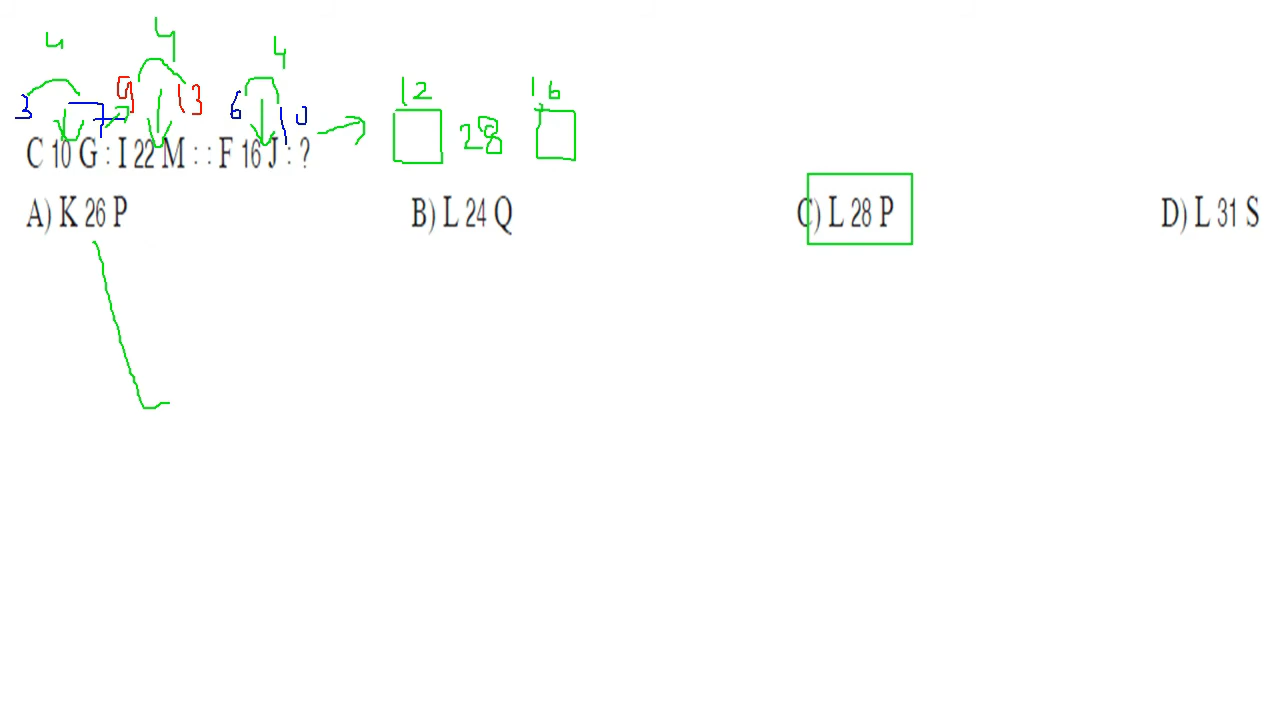 4 4 4
3 7 9 13 6 10 12 28 16
C 10 G : I 22 M : : F 16 J : ?
A) K 26 P B) L 24 Q C) L 28 P D) L 31 S